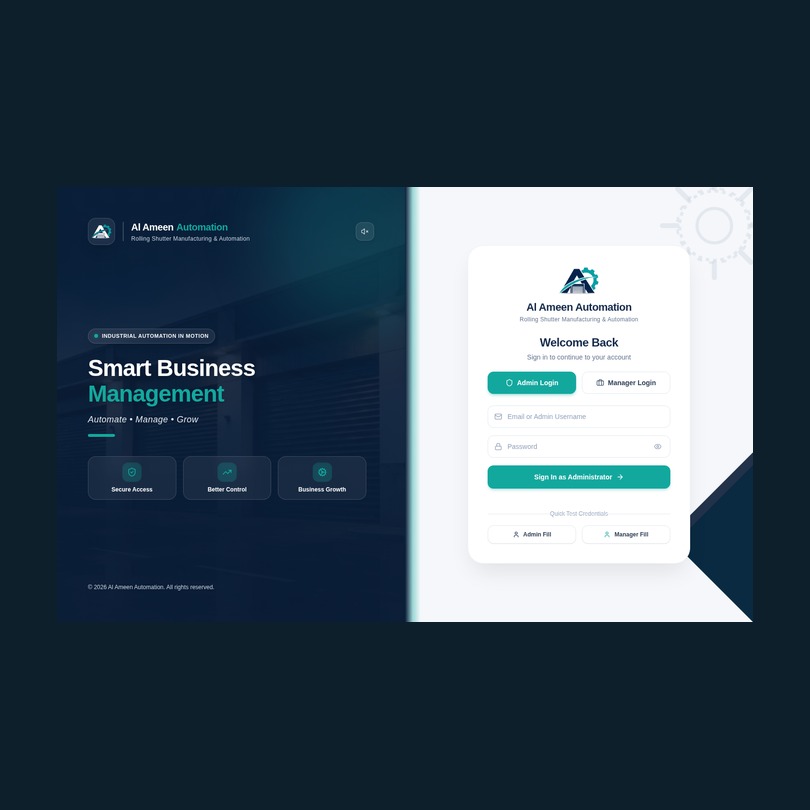 Al Ameen Automation
Rolling Shutter Manufacturing & Automation
INDUSTRIAL AUTOMATION IN MOTION
Smart Business
Management
Automate • Manage • Grow
Secure Access
Better Control
Business Growth
© 2026 Al Ameen Automation. All rights reserved.
Al Ameen Automation
Rolling Shutter Manufacturing & Automation
Welcome Back
Sign in to continue to your account
Admin Login
Manager Login
Email or Admin Username
Password
Sign In as Administrator →
Quick Test Credentials
Admin Fill
Manager Fill